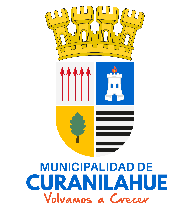 MUNICIPALIDAD DE
CURANILAHUE
Volvamos a Crecer